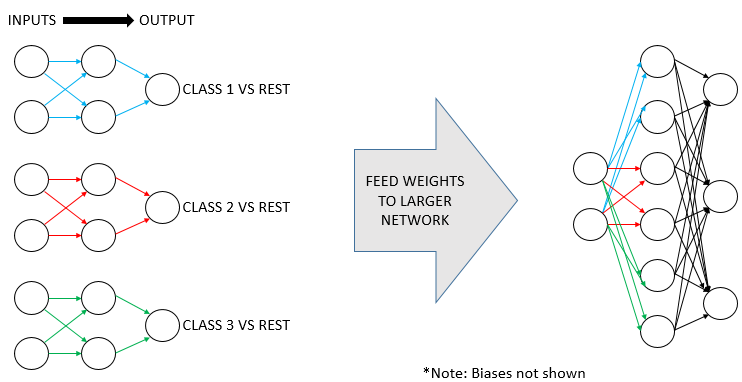 INPUTS OUTPUT
CLASS 1 VS REST
CLASS 2 VS REST
CLASS 3 VS REST
FEED WEIGHTS
TO LARGER
NETWORK
*Note: Biases not shown